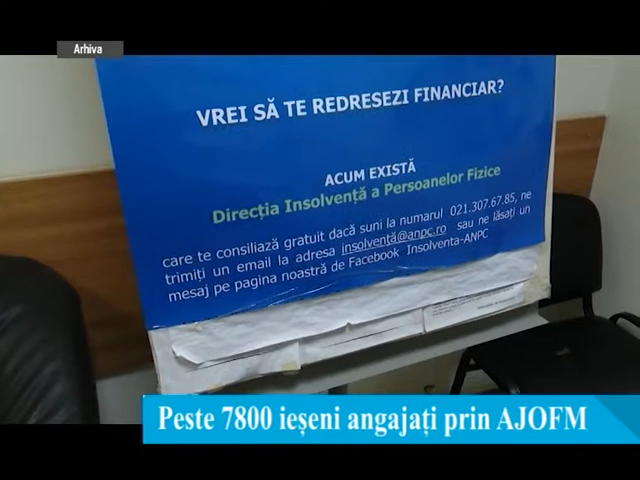 Arhiva
VREI SĂ TE REDRESEZI FINANCIAR?
ACUM EXISTĂ
Direcția Insolvență a Persoanelor Fizice
care te consiliază gratuit dacă suni la numarul 021.307.67.85, ne
trimiți un email la adresa insolvență@anpc.ro sau ne lăsați un
mesaj pe pagina noastră de Facebook Insolventa-ANPC
Peste 7800 ieșeni angajați prin AJOFM